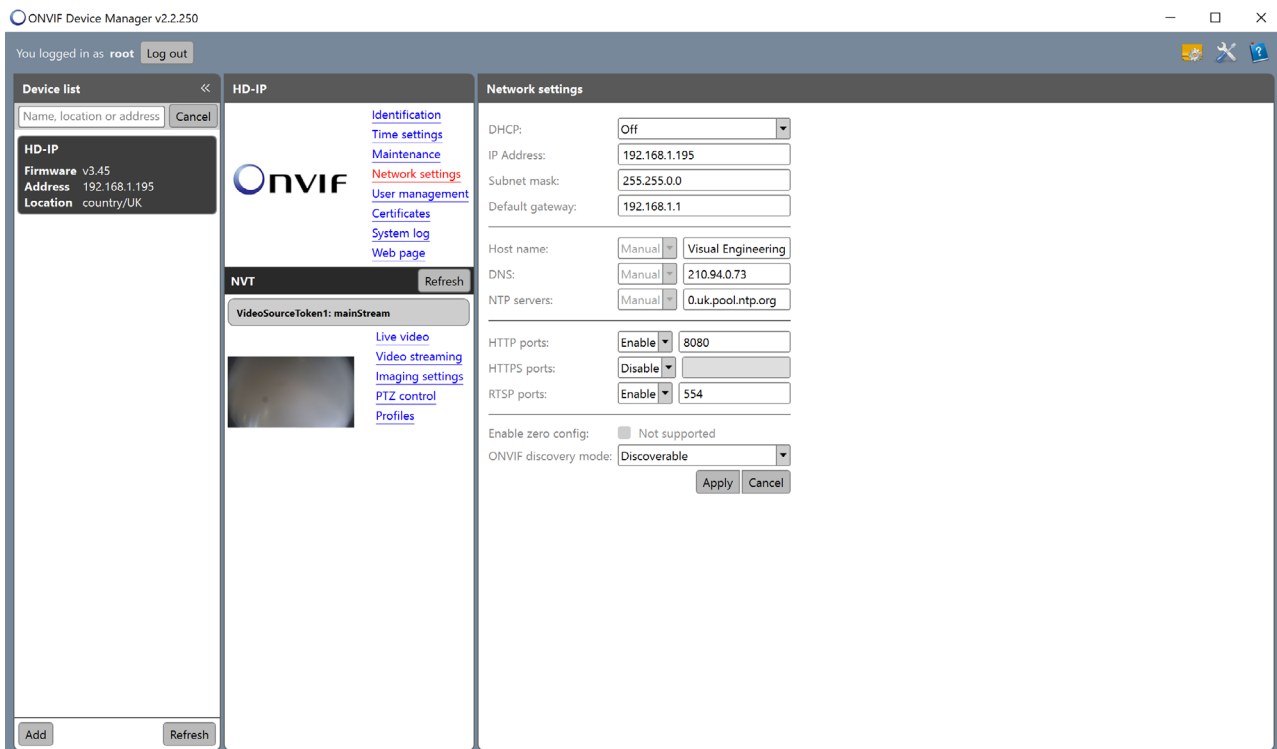 ONVIF Device Manager v2.2.250
You logged in as root Log out
Device list «
Name, location or address Cancel
HD-IP
Firmware v3.45
Address 192.168.1.195
Location country/UK
Add Refresh
HD-IP
ONVIF
Identification
Time settings
Maintenance
Network settings
User management
Certificates
System log
Web page
NVT Refresh
VideoSourceToken1: mainStream
Live video
Video streaming
Imaging settings
PTZ control
Profiles
Network settings
DHCP: Off
IP Address: 192.168.1.195
Subnet mask: 255.255.0.0
Default gateway: 192.168.1.1
Host name: Manual Visual Engineering
DNS: Manual 210.94.0.73
NTP servers: Manual 0.uk.pool.ntp.org
HTTP ports: Enable 8080
HTTPS ports: Disable
RTSP ports: Enable 554
Enable zero config: Not supported
ONVIF discovery mode: Discoverable
Apply Cancel